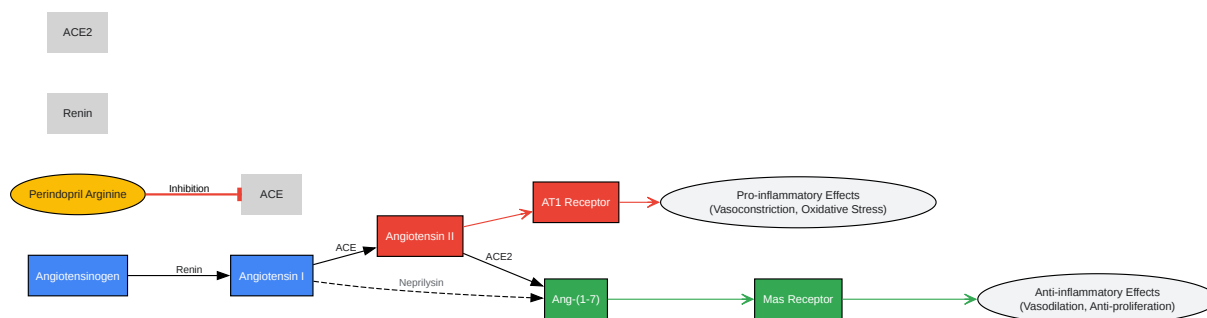 ACE2
Renin
Perindopril Arginine
Inhibition
ACE
AT1 Receptor
Pro-inflammatory Effects
(Vasoconstriction, Oxidative Stress)
Angiotensin II
ACE
ACE2
Angiotensinogen
Renin
Angiotensin I
Neprilysin
Ang-(1-7)
Mas Receptor
Anti-inflammatory Effects
(Vasodilation, Anti-proliferation)